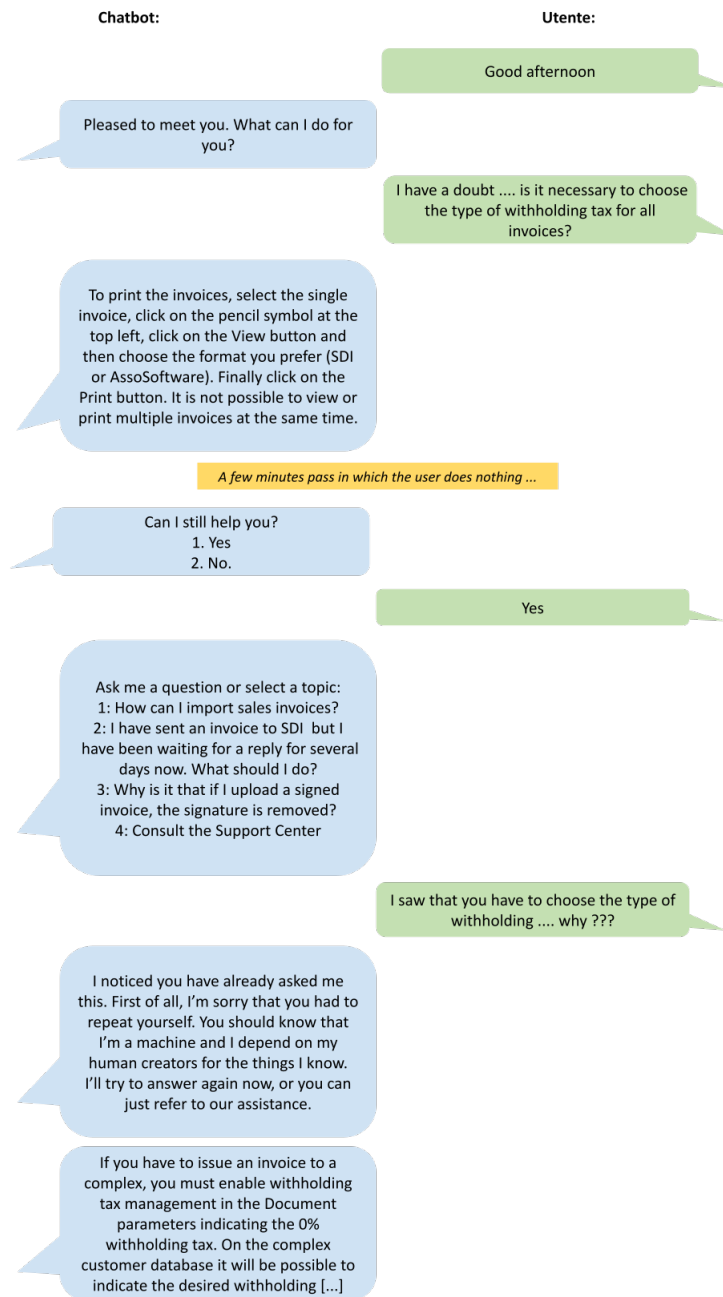 Chatbot:
Utente:
Good afternoon
Pleased to meet you. What can I do for
you?
I have a doubt .... is it necessary to choose
the type of withholding tax for all
invoices?
To print the invoices, select the single
invoice, click on the pencil symbol at the
top left, click on the View button and
then choose the format you prefer (SDI
or AssoSoftware). Finally click on the
Print button. It is not possible to view or
print multiple invoices at the same time.
A few minutes pass in which the user does nothing ...
Can I still help you?
1. Yes
2. No.
Yes
Ask me a question or select a topic:
1: How can I import sales invoices?
2: I have sent an invoice to SDI but I
have been waiting for a reply for several
days now. What should I do?
3: Why is it that if I upload a signed
invoice, the signature is removed?
4: Consult the Support Center
I saw that you have to choose the type of
withholding .... why ???
I noticed you have already asked me
this. First of all, I’m sorry that you had to
repeat yourself. You should know that
I’m a machine and I depend on my
human creators for the things I know.
I’ll try to answer again now, or you can
just refer to our assistance.
If you have to issue an invoice to a
complex, you must enable withholding
tax management in the Document
parameters indicating the 0%
withholding tax. On the complex
customer database it will be possible to
indicate the desired withholding [...]